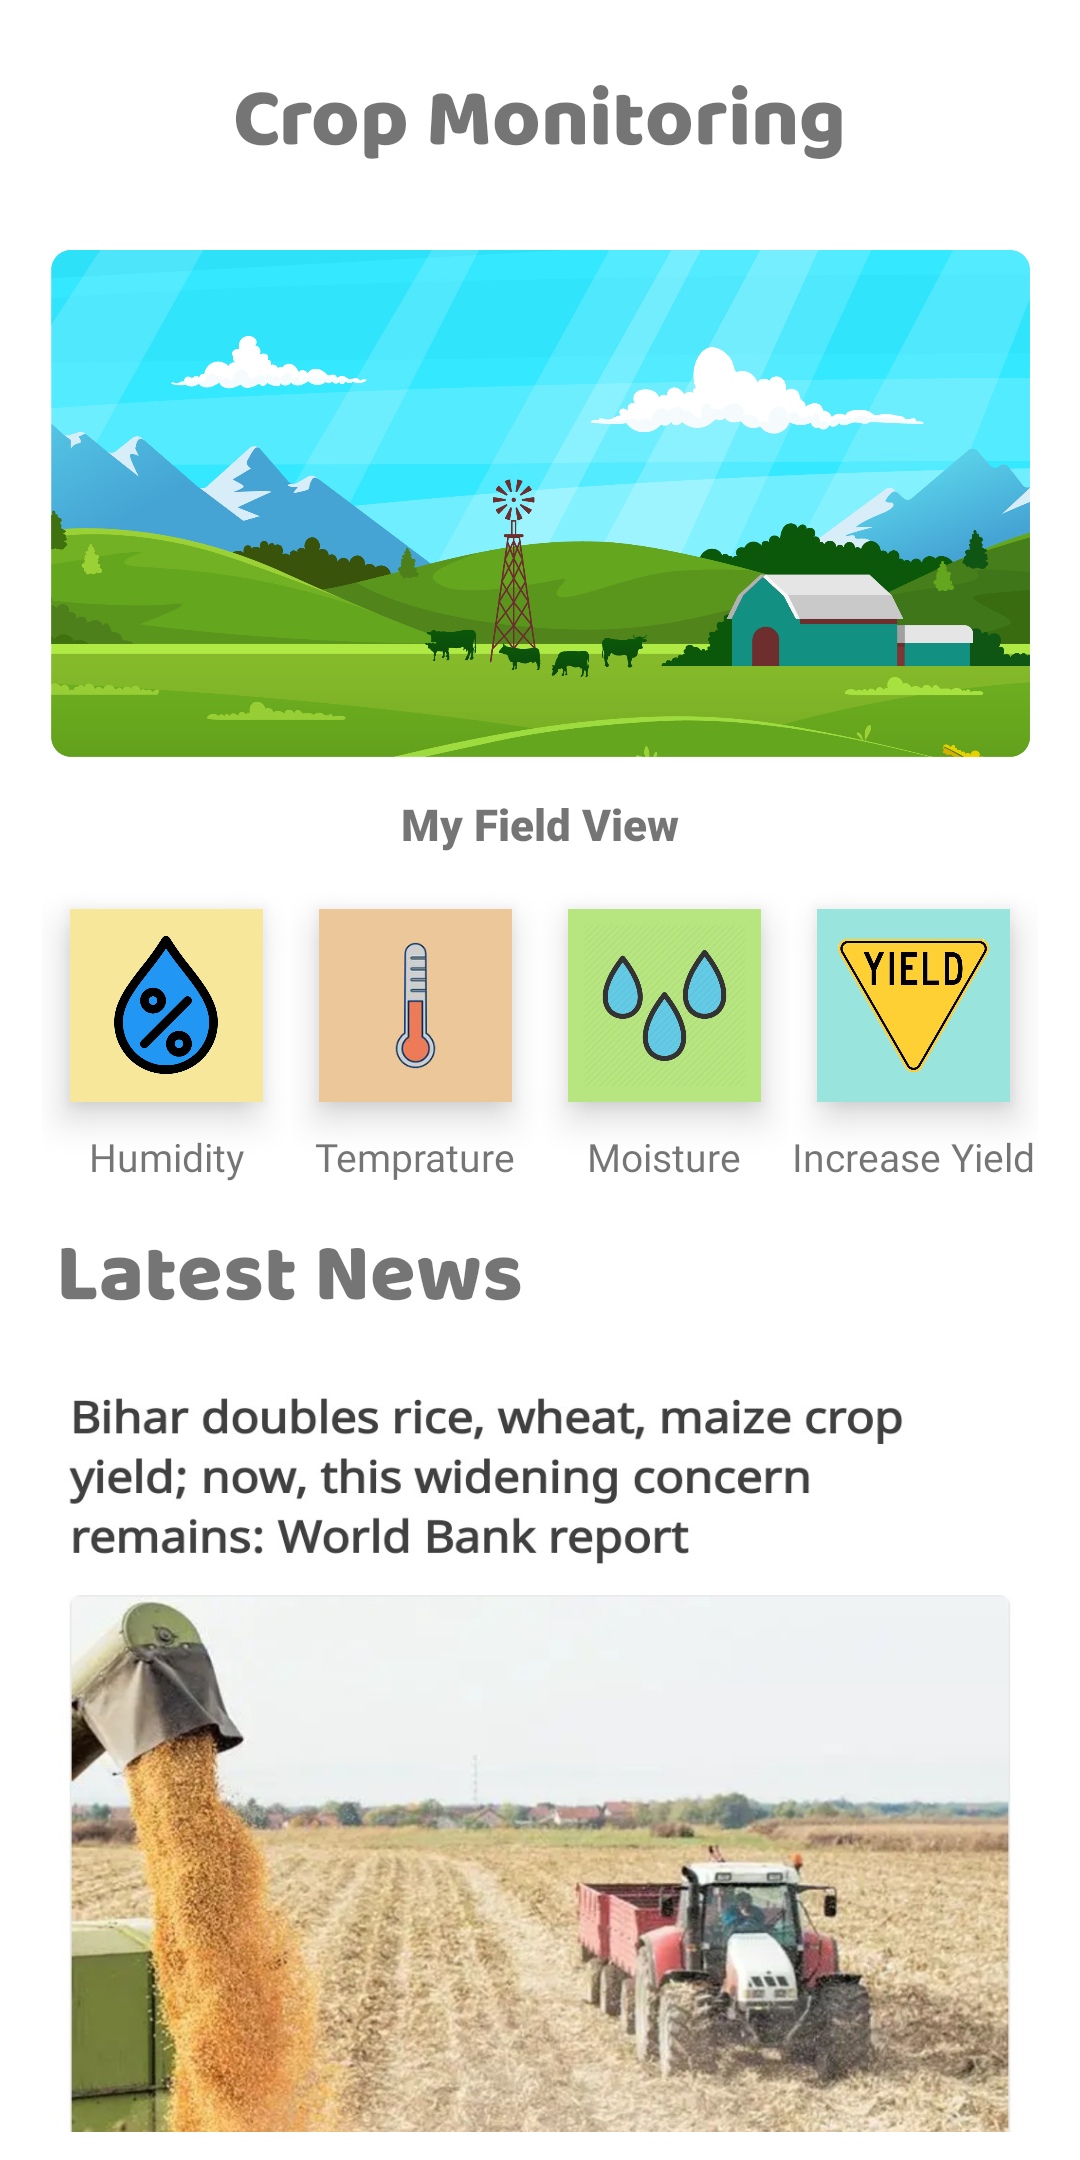 Crop Monitoring
My Field View
YIELD
Humidity
Temprature
Moisture
Increase Yield
Latest News
Bihar doubles rice, wheat, maize crop
yield; now, this widening concern
remains: World Bank report